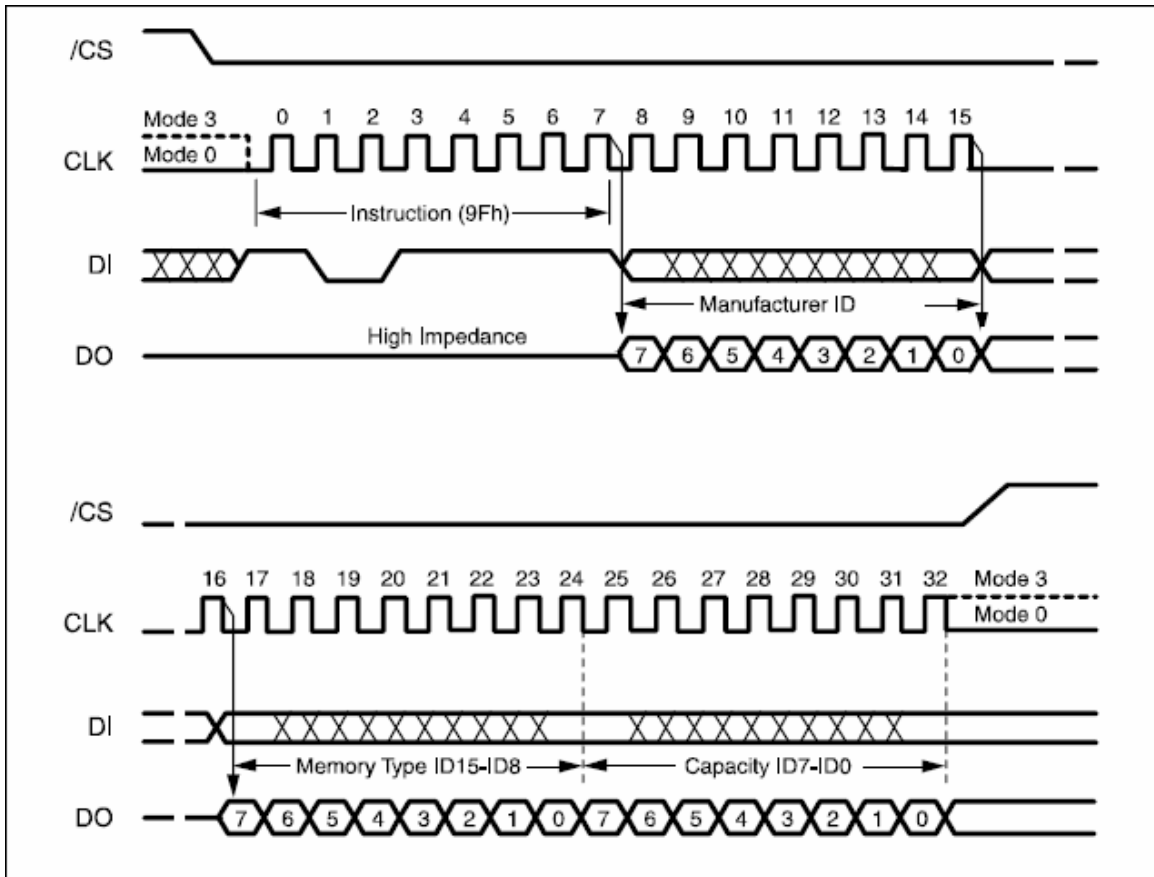 /CS
Mode 3
0 1 2 3 4 5 6 7 8 9 10 11 12 13 14 15
Mode 0
CLK
Instruction (9Fh)
DI
Manufacturer ID
High Impedance
DO
7 6 5 4 3 2 1 0
/CS
16 17 18 19 20 21 22 23 24 25 26 27 28 29 30 31 32
Mode 3
CLK
Mode 0
DI
Memory Type ID15-ID8
Capacity ID7-ID0
DO
7 6 5 4 3 2 1 0 7 6 5 4 3 2 1 0